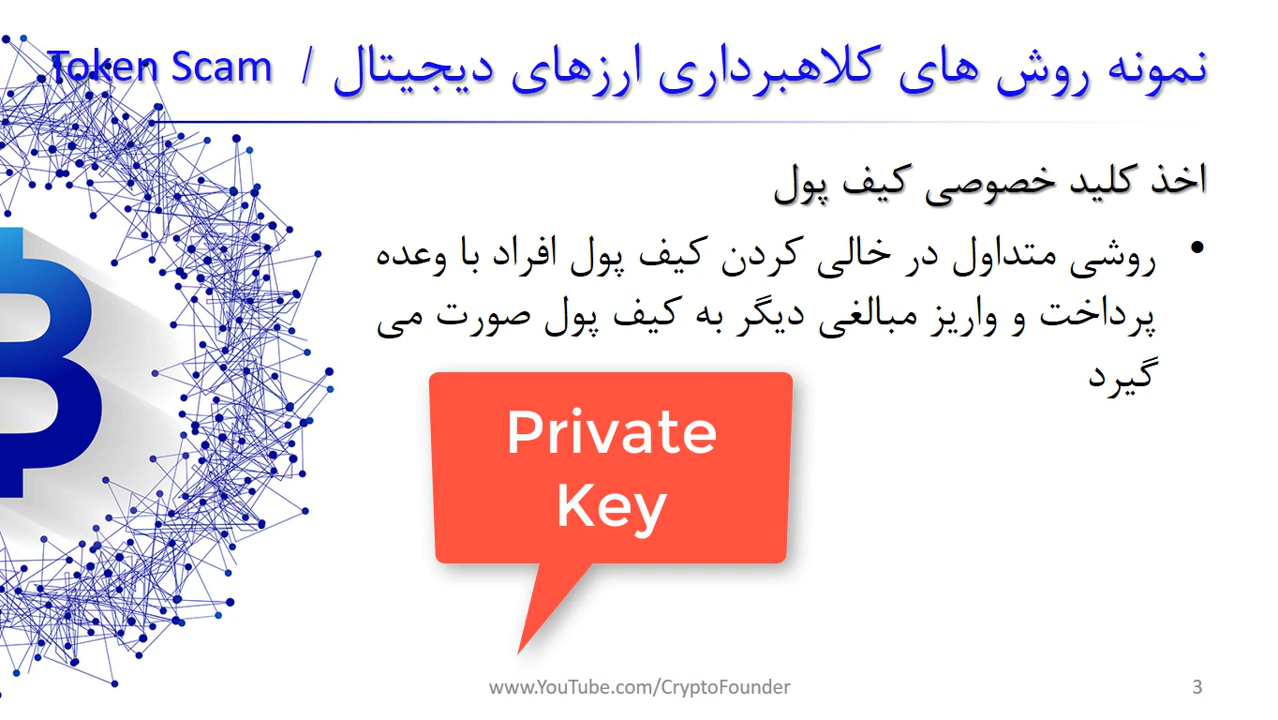 نمونه روش های کلاهبرداری ارزهای دیجیتال / Token Scam
اخذ کلید خصوصی کیف پول
• روشی متداول در خالی کردن کیف پول افراد با وعده
پرداخت و واریز مبالغی دیگر به کیف پول صورت می
گیرد
Private
Key
www.YouTube.com/CryptoFounder
3